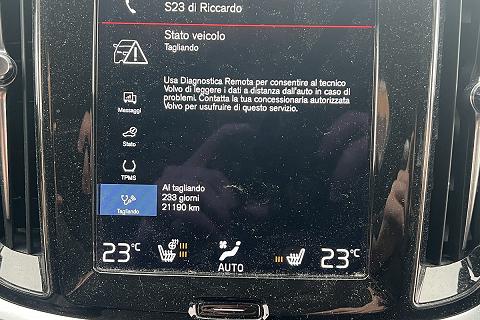 S23 di Riccardo
Stato veicolo
Tagliando
Usa Diagnostica Remota per consentire al tecnico
Volvo di leggere i dati a distanza dall'auto in caso di
problemi. Contatta la tua concessionaria autorizzata
Volvo per usufruire di questo servizio.
Messaggi
Stato
TPMS
Tagliando
Al tagliando
233 giorni
21190 km
23°C
AUTO
23°C